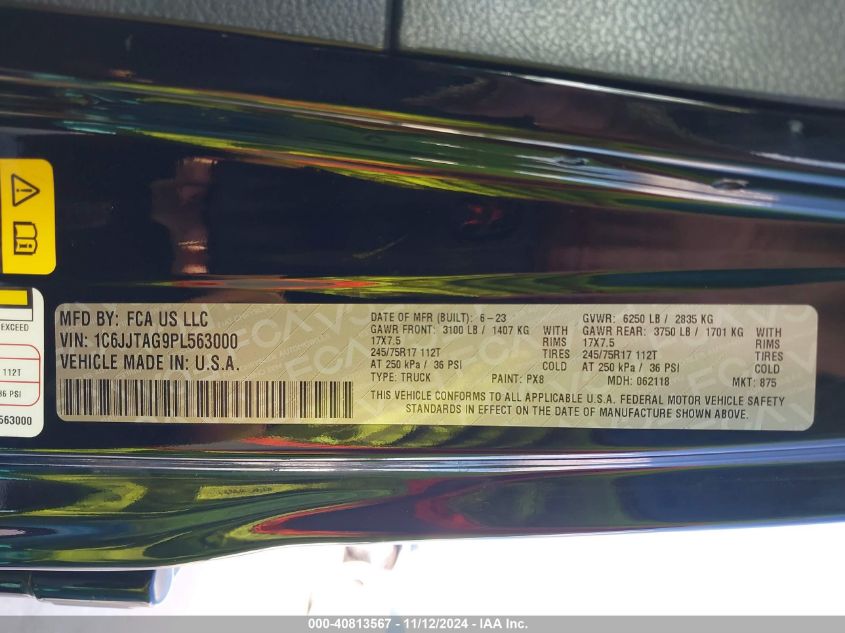 MFD BY: FCA US LLC
VIN: 1C6JJTAG9PL563000
VEHICLE MADE IN: U.S.A.
DATE OF MFR (BUILT): 6-23
GVWR: 6250 LB / 2835 KG
GAWR FRONT: 3100 LB / 1407 KG
GAWR REAR: 3750 LB / 1701 KG
17X7.5 RIMS 17X7.5 RIMS
245/75R17 112T TIRES 245/75R17 112T TIRES
AT 250 kPa / 36 PSI COLD AT 250 kPa / 36 PSI COLD
TYPE: TRUCK PAINT: PX8 MDH: 062118 MKT: 875
THIS VEHICLE CONFORMS TO ALL APPLICABLE U.S.A. FEDERAL MOTOR VEHICLE SAFETY
STANDARDS IN EFFECT ON THE DATE OF MANUFACTURE SHOWN ABOVE.
EXCEED
112T
36 PSI
563000
000-40813567 - 11/12/2024 - IAA Inc.